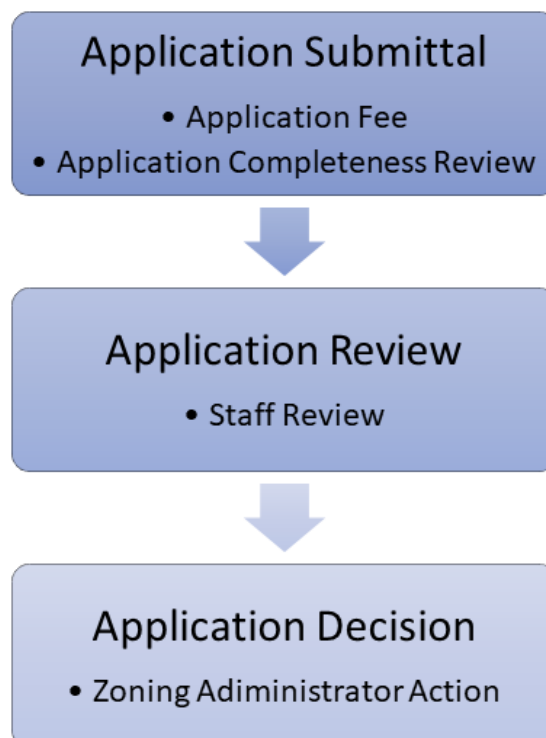 Application Submittal
• Application Fee
• Application Completeness Review
Application Review
• Staff Review
Application Decision
• Zoning Adiministrator Action